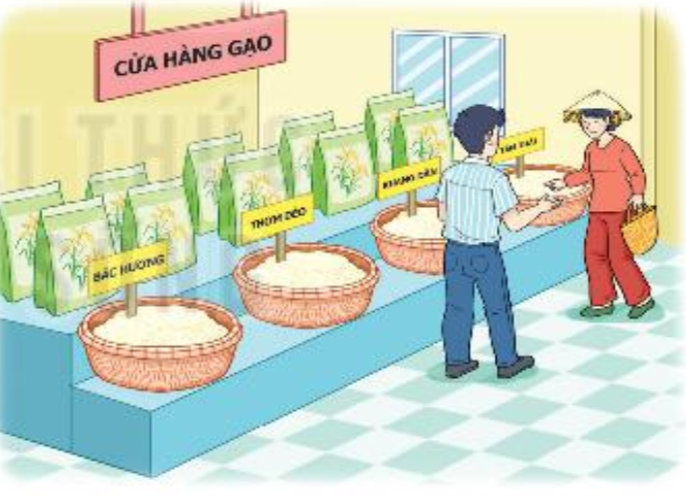 CỬA HÀNG GẠO
BẮC HƯƠNG
THƠM DẺO
KHANG DÂN